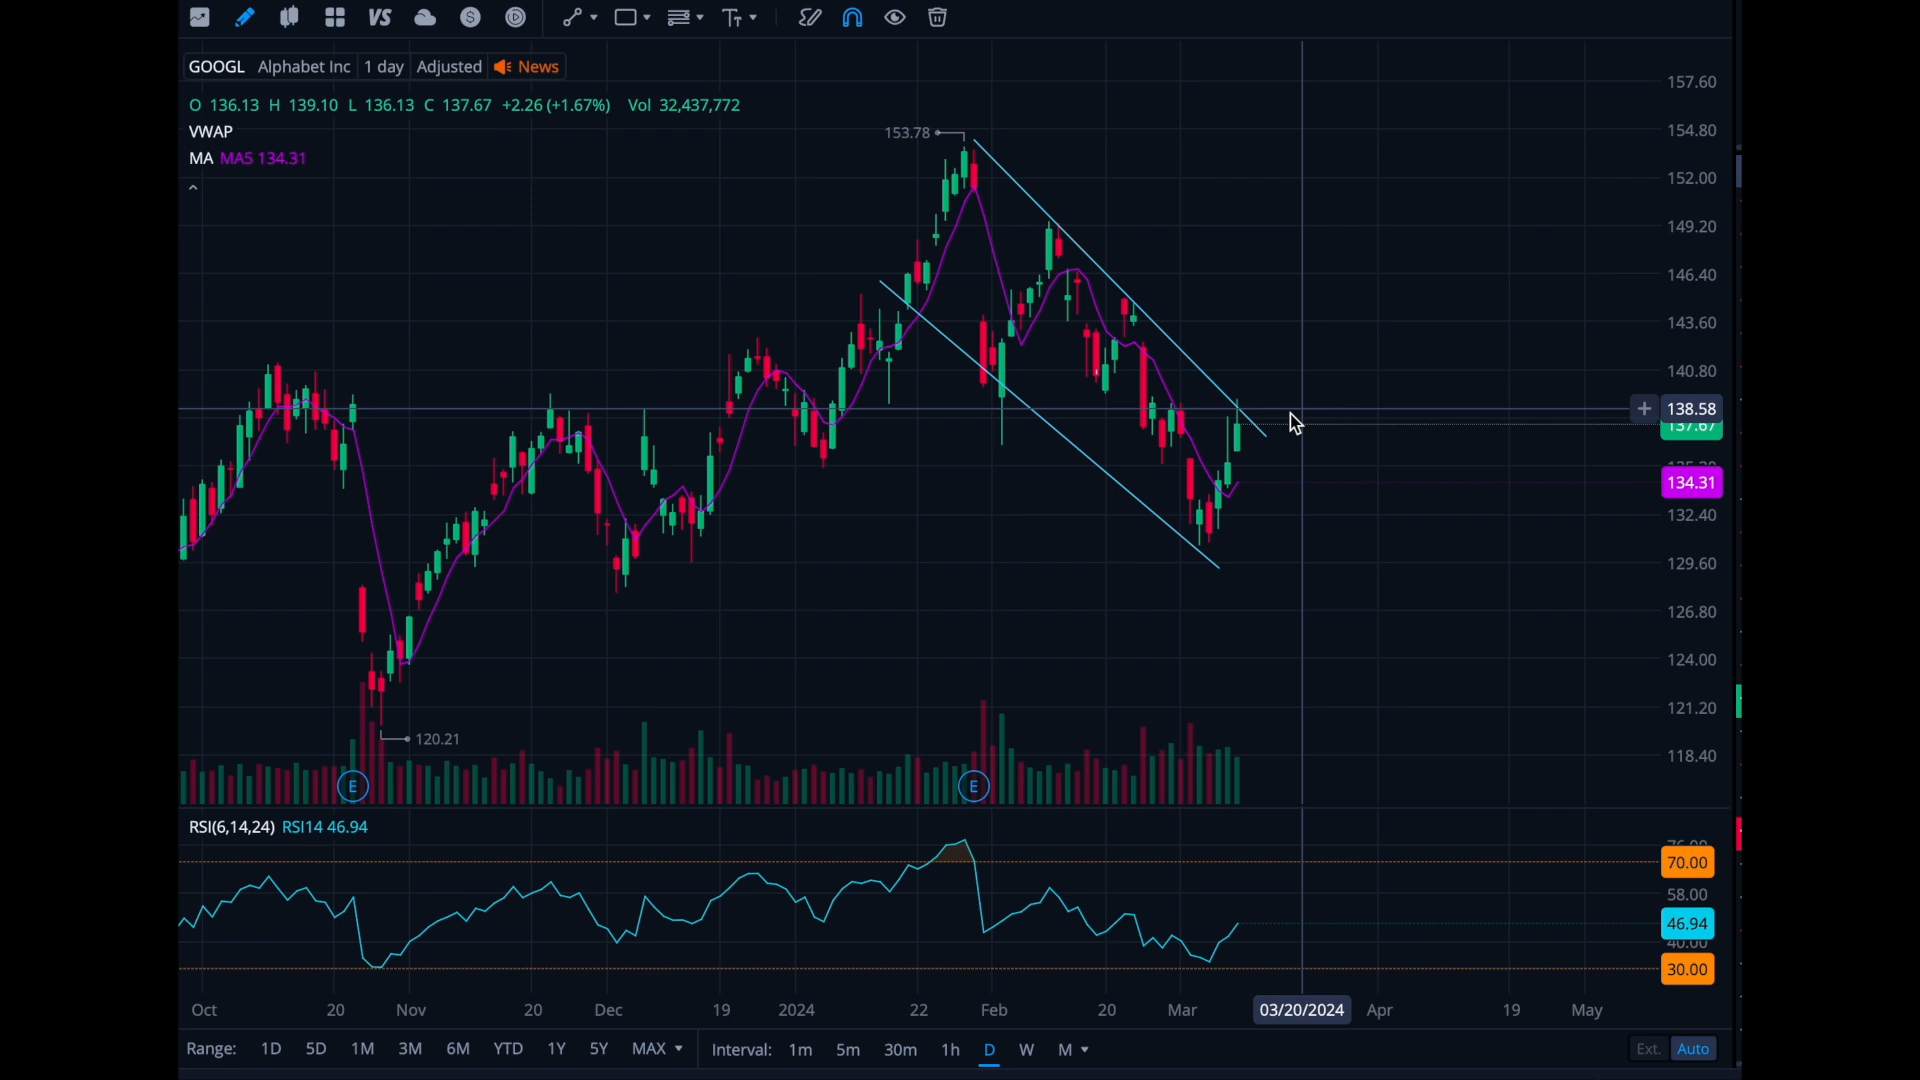 VS
GOOGL Alphabet Inc 1 day Adjusted News
O 136.13 H 139.10 L 136.13 C 137.67 +2.26 (+1.67%) Vol 32,437,772
VWAP
MA MA5 134.31
153.78
120.21
E
E
157.60
154.80
152.00
149.20
146.40
143.60
140.80
138.58
137.67
134.31
132.40
129.60
126.80
124.00
121.20
118.40
RSI(6,14,24) RSI14 46.94
70.00
58.00
46.94
40.00
30.00
Oct 20 Nov 20 Dec 19 2024 22 Feb 20 Mar 03/20/2024 Apr 19 May
Range: 1D 5D 1M 3M 6M YTD 1Y 5Y MAX Interval: 1m 5m 30m 1h D W M Ext. Auto